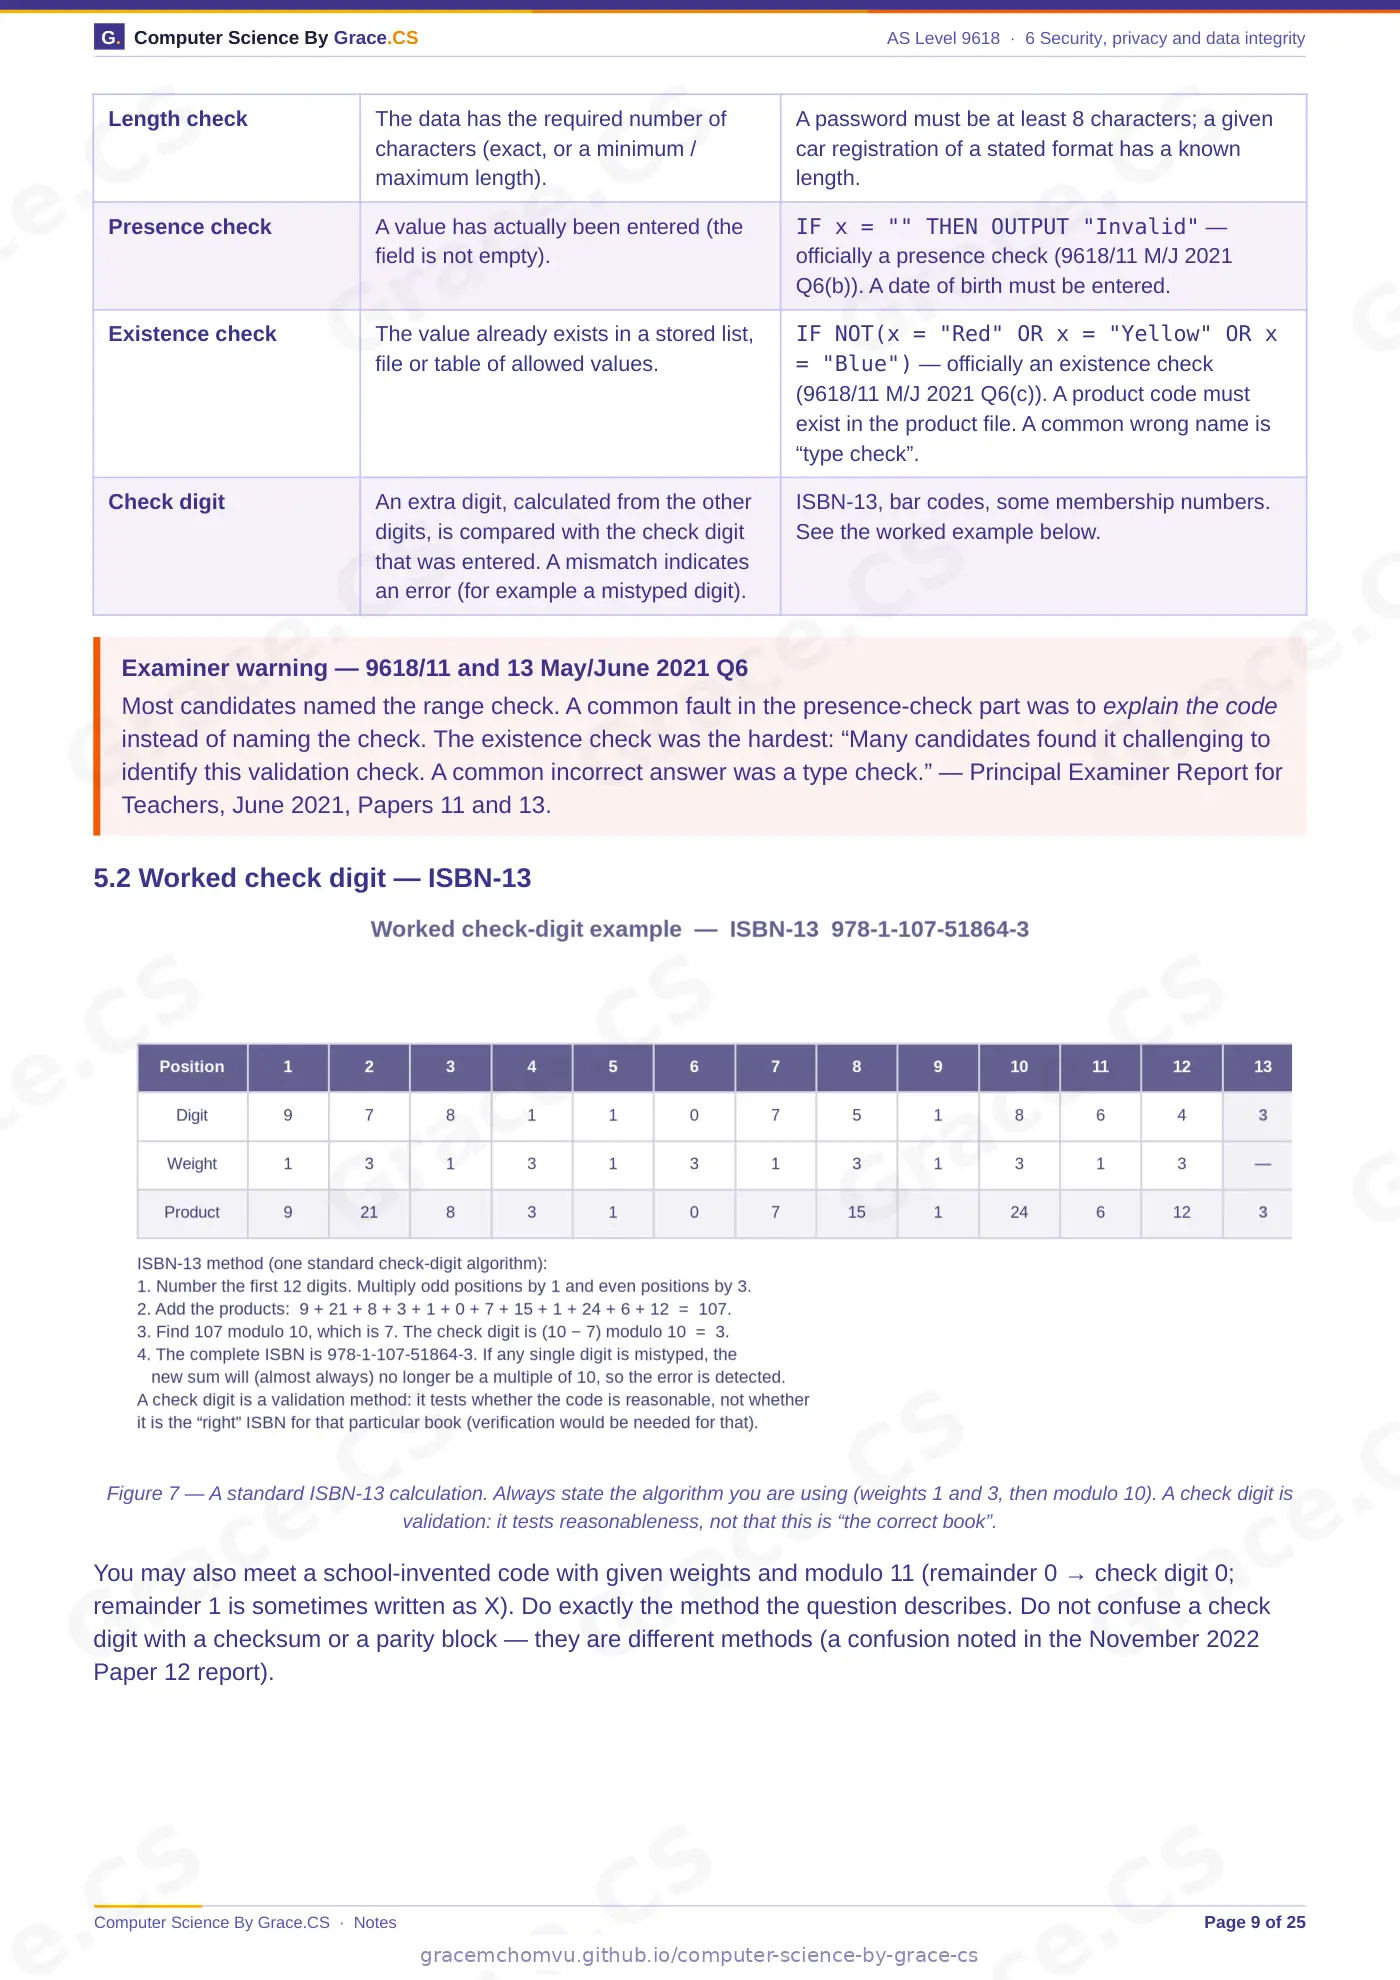 G. Computer Science By Grace.CS
AS Level 9618 · 6 Security, privacy and data integrity
Length check
The data has the required number of
characters (exact, or a minimum /
maximum length).
A password must be at least 8 characters; a given
car registration of a stated format has a known
length.
Presence check
A value has actually been entered (the
field is not empty).
IF x = "" THEN OUTPUT "Invalid" —
officially a presence check (9618/11 M/J 2021
Q6(b)). A date of birth must be entered.
Existence check
The value already exists in a stored list,
file or table of allowed values.
IF NOT(x = "Red" OR x = "Yellow" OR x
= "Blue") — officially an existence check
(9618/11 M/J 2021 Q6(c)). A product code must
exist in the product file. A common wrong name is
“type check”.
Check digit
An extra digit, calculated from the other
digits, is compared with the check digit
that was entered. A mismatch indicates
an error (for example a mistyped digit).
ISBN-13, bar codes, some membership numbers.
See the worked example below.
Examiner warning — 9618/11 and 13 May/June 2021 Q6
Most candidates named the range check. A common fault in the presence-check part was to explain the code
instead of naming the check. The existence check was the hardest: “Many candidates found it challenging to
identify this validation check. A common incorrect answer was a type check.” — Principal Examiner Report for
Teachers, June 2021, Papers 11 and 13.
5.2 Worked check digit — ISBN-13
Worked check-digit example — ISBN-13 978-1-107-51864-3
Position 1 2 3 4 5 6 7 8 9 10 11 12 13
Digit 9 7 8 1 1 0 7 5 1 8 6 4 3
Weight 1 3 1 3 1 3 1 3 1 3 1 3 —
Product 9 21 8 3 1 0 7 15 1 24 6 12 3
ISBN-13 method (one standard check-digit algorithm):
1. Number the first 12 digits. Multiply odd positions by 1 and even positions by 3.
2. Add the products: 9 + 21 + 8 + 3 + 1 + 0 + 7 + 15 + 1 + 24 + 6 + 12 = 107.
3. Find 107 modulo 10, which is 7. The check digit is (10 − 7) modulo 10 = 3.
4. The complete ISBN is 978-1-107-51864-3. If any single digit is mistyped, the
new sum will (almost always) no longer be a multiple of 10, so the error is detected.
A check digit is a validation method: it tests whether the code is reasonable, not whether
it is the “right” ISBN for that particular book (verification would be needed for that).
Figure 7 — A standard ISBN-13 calculation. Always state the algorithm you are using (weights 1 and 3, then modulo 10). A check digit is
validation: it tests reasonableness, not that this is “the correct book”.
You may also meet a school-invented code with given weights and modulo 11 (remainder 0 → check digit 0;
remainder 1 is sometimes written as X). Do exactly the method the question describes. Do not confuse a check
digit with a checksum or a parity block — they are different methods (a confusion noted in the November 2022
Paper 12 report).
Computer Science By Grace.CS · Notes
Page 9 of 25
gracemchomvu.github.io/computer-science-by-grace-cs